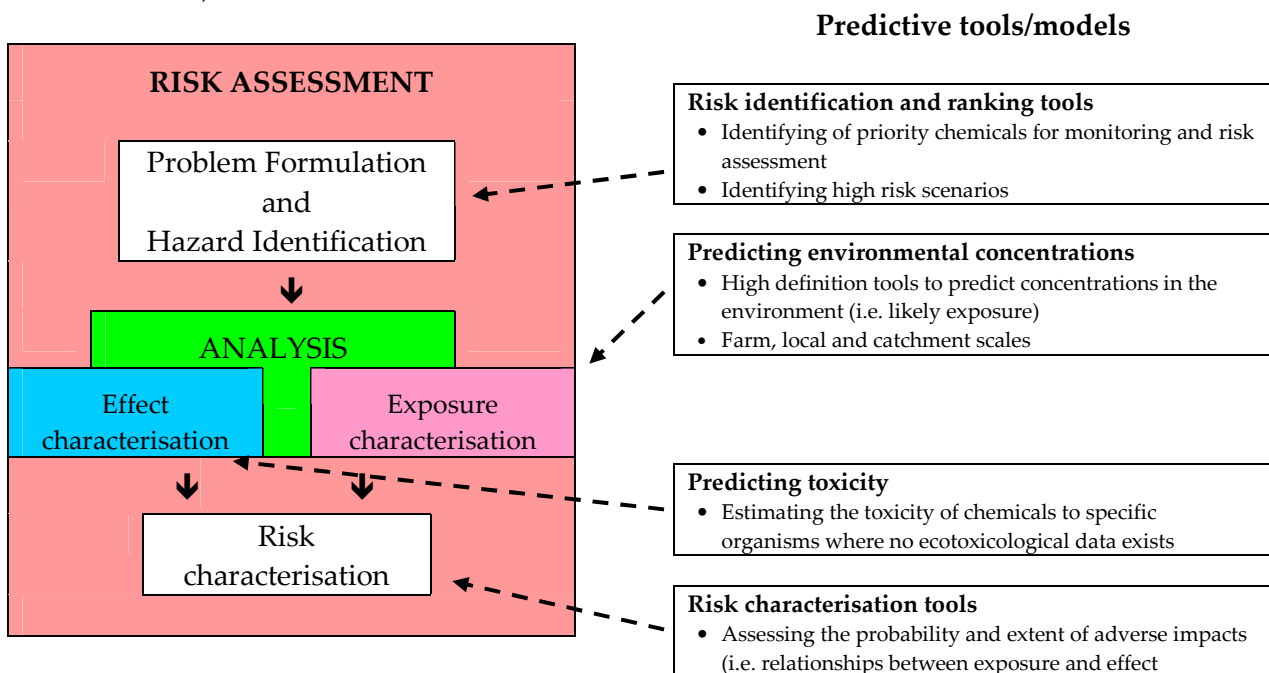 Predictive tools/models
RISK ASSESSMENT
Problem Formulation
and
Hazard Identification
ANALYSIS
Effect
characterisation
Exposure
characterisation
Risk
characterisation
Risk identification and ranking tools
• Identifying of priority chemicals for monitoring and risk
assessment
• Identifying high risk scenarios
Predicting environmental concentrations
• High definition tools to predict concentrations in the
environment (i.e. likely exposure)
• Farm, local and catchment scales
Predicting toxicity
• Estimating the toxicity of chemicals to specific
organisms where no ecotoxicological data exists
Risk characterisation tools
• Assessing the probability and extent of adverse impacts
(i.e. relationships between exposure and effect